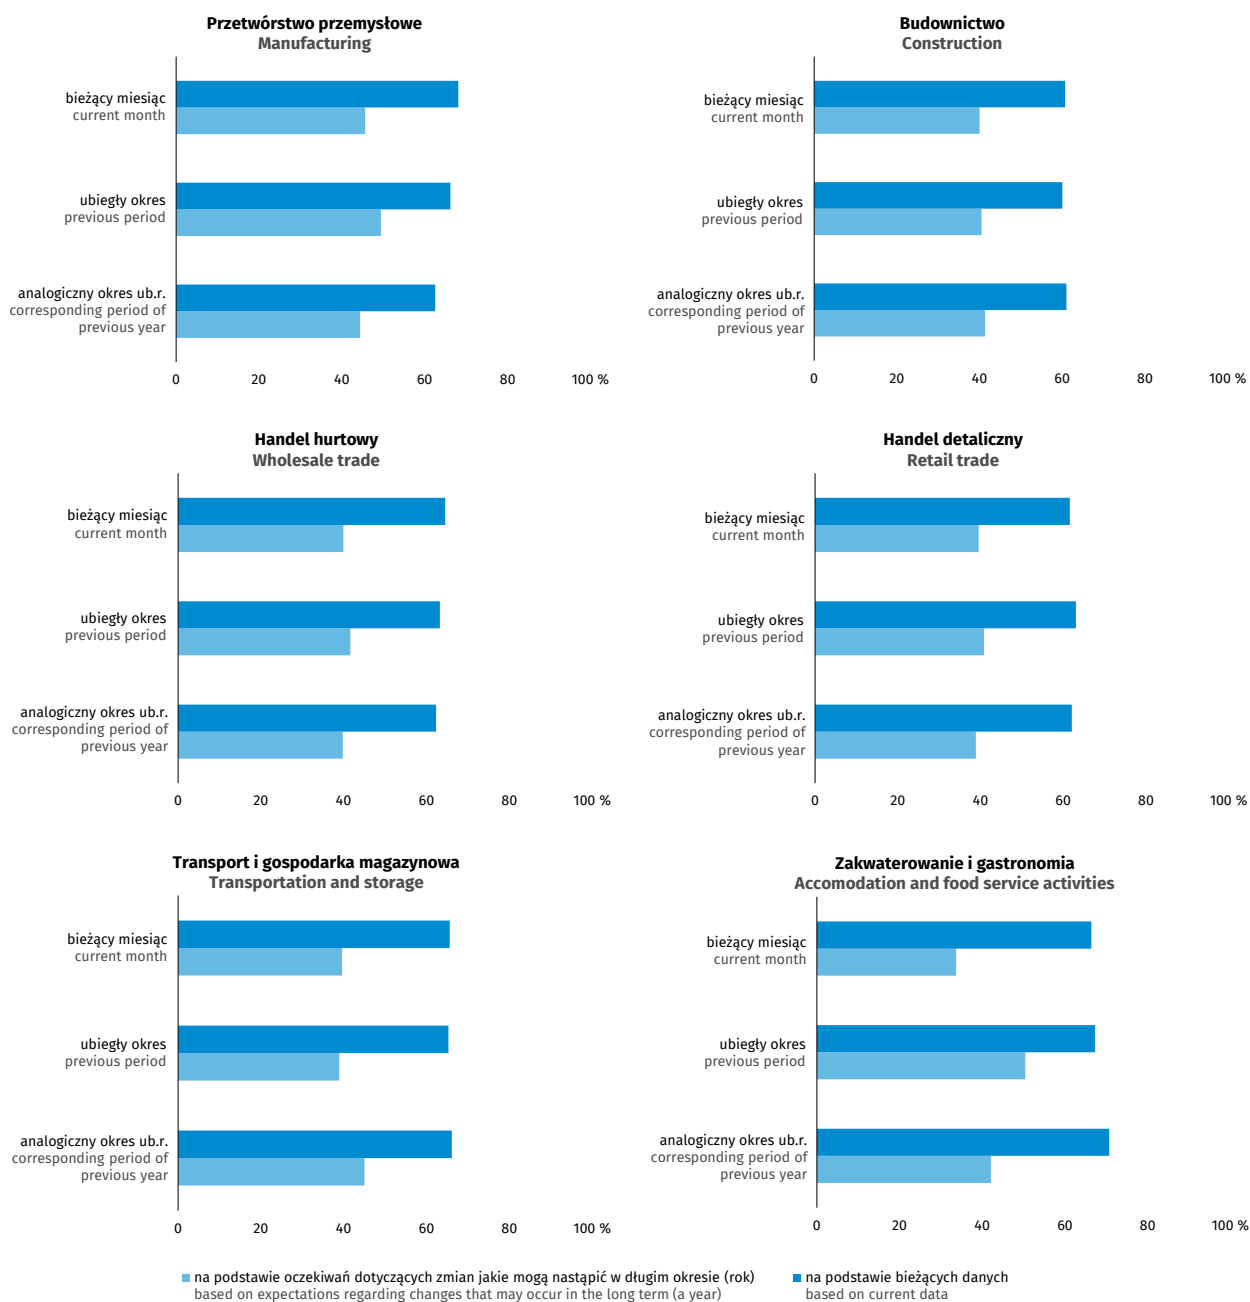 Przetwórstwo przemysłowe
Manufacturing
bieżący miesiąc
current month
ubiegły okres
previous period
analogiczny okres ub.r.
corresponding period of
previous year
0 20 40 60 80 100 %
Budownictwo
Construction
bieżący miesiąc
current month
ubiegły okres
previous period
analogiczny okres ub.r.
corresponding period of
previous year
0 20 40 60 80 100 %
Handel hurtowy
Wholesale trade
bieżący miesiąc
current month
ubiegły okres
previous period
analogiczny okres ub.r.
corresponding period of
previous year
0 20 40 60 80 100 %
Handel detaliczny
Retail trade
bieżący miesiąc
current month
ubiegły okres
previous period
analogiczny okres ub.r.
corresponding period of
previous year
0 20 40 60 80 100 %
Transport i gospodarka magazynowa
Transportation and storage
bieżący miesiąc
current month
ubiegły okres
previous period
analogiczny okres ub.r.
corresponding period of
previous year
0 20 40 60 80 100 %
Zakwaterowanie i gastronomia
Accomodation and food service activities
bieżący miesiąc
current month
ubiegły okres
previous period
analogiczny okres ub.r.
corresponding period of
previous year
0 20 40 60 80 100 %
na podstawie oczekiwań dotyczących zmian jakie mogą nastąpić w długim okresie (rok)
based on expectations regarding changes that may occur in the long term (a year)
na podstawie bieżących danych
based on current data